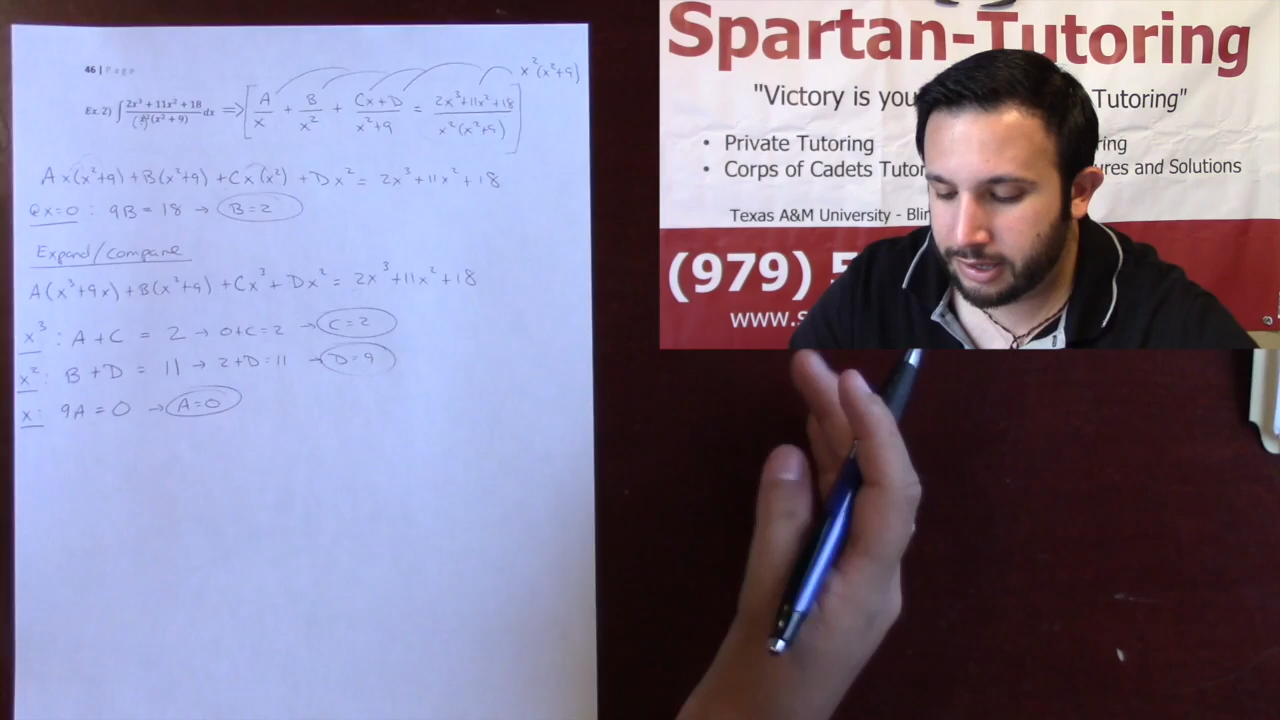 46 | Page
x²(x²+9)
Ex. 2) ∫ (2x³ + 11x² + 18)/(x²(x² + 9)) dx ⇒ [A/x + B/x² + (Cx+D)/(x²+9) = (2x³+11x²+18)/(x²(x²+9))]
Ax(x²+9) + B(x²+9) + Cx(x²) + Dx² = 2x³+11x²+18
@x=0: 9B = 18 → B=2
Expand/compare
A(x³+9x) + B(x²+9) + Cx³ + Dx² = 2x³+11x²+18
x³: A+C = 2 → 0+C=2 → C=2
x²: B+D = 11 → 2+D=11 → D=9
x: 9A=0 → A=0
Spartan-Tutoring
"Victory is you Tutoring"
• Private Tutoring ring
• Corps of Cadets Tutor ures and Solutions
Texas A&M University - Blin
(979) 5
www.s